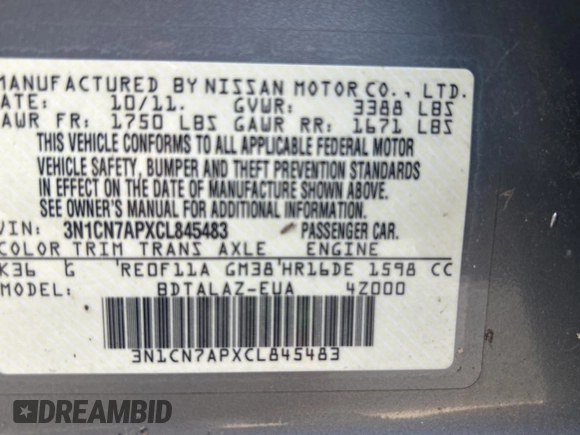 MANUFACTURED BY NISSAN MOTOR CO., LTD.
DATE: 10/11. GVWR: 3388 LBS
GAWR FR: 1750 LBS GAWR RR: 1671 LBS
THIS VEHICLE CONFORMS TO ALL APPLICABLE FEDERAL MOTOR
VEHICLE SAFETY, BUMPER AND THEFT PREVENTION STANDARDS
IN EFFECT ON THE DATE OF MANUFACTURE SHOWN ABOVE.
SEE OWNER'S MANUAL FOR ADDITIONAL INFORMATION.
VIN: 3N1CN7APXCL845483 PASSENGER CAR.
COLOR TRIM TRANS AXLE ENGINE
K36 G RE0F11A GM38 HR16DE 1598 CC
MODEL: BDTALAZ-EUA 4Z000
3N1CN7APXCL845483
DREAMBID